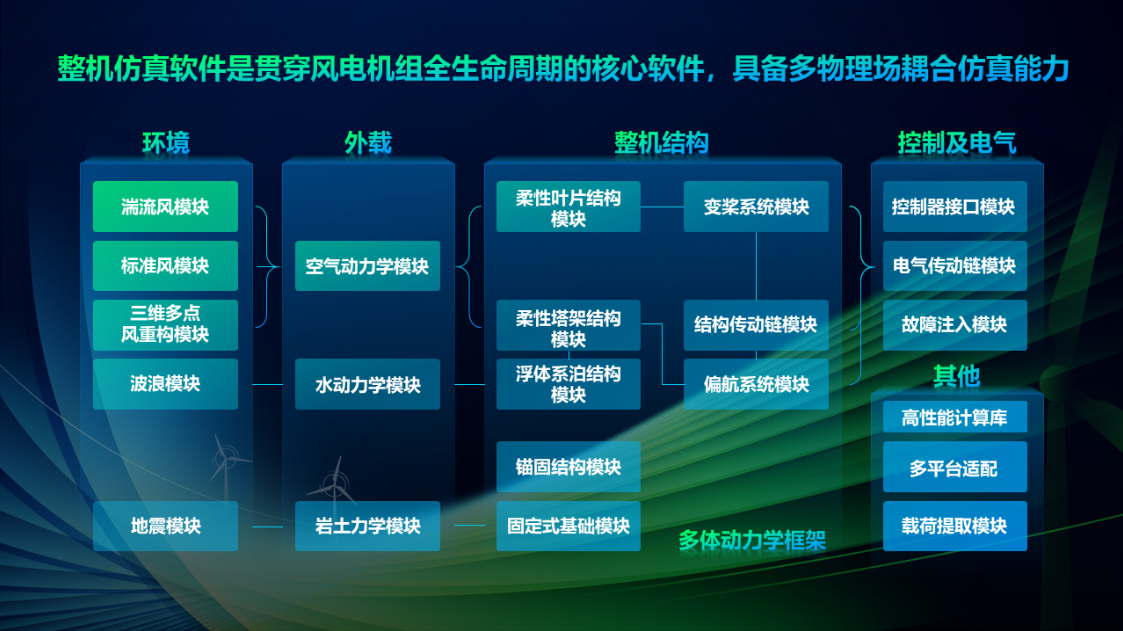 整机仿真软件是贯穿风电机组全生命周期的核心软件，具备多物理场耦合仿真能力
环境
湍流风模块
标准风模块
三维多点
风重构模块
波浪模块
地震模块
外载
空气动力学模块
水动力学模块
岩土力学模块
整机结构
柔性叶片结构
模块
变桨系统模块
柔性塔架结构
模块
结构传动链模块
浮体系泊结构
模块
偏航系统模块
锚固结构模块
固定式基础模块
多体动力学框架
控制及电气
控制器接口模块
电气传动链模块
故障注入模块
其他
高性能计算库
多平台适配
载荷提取模块